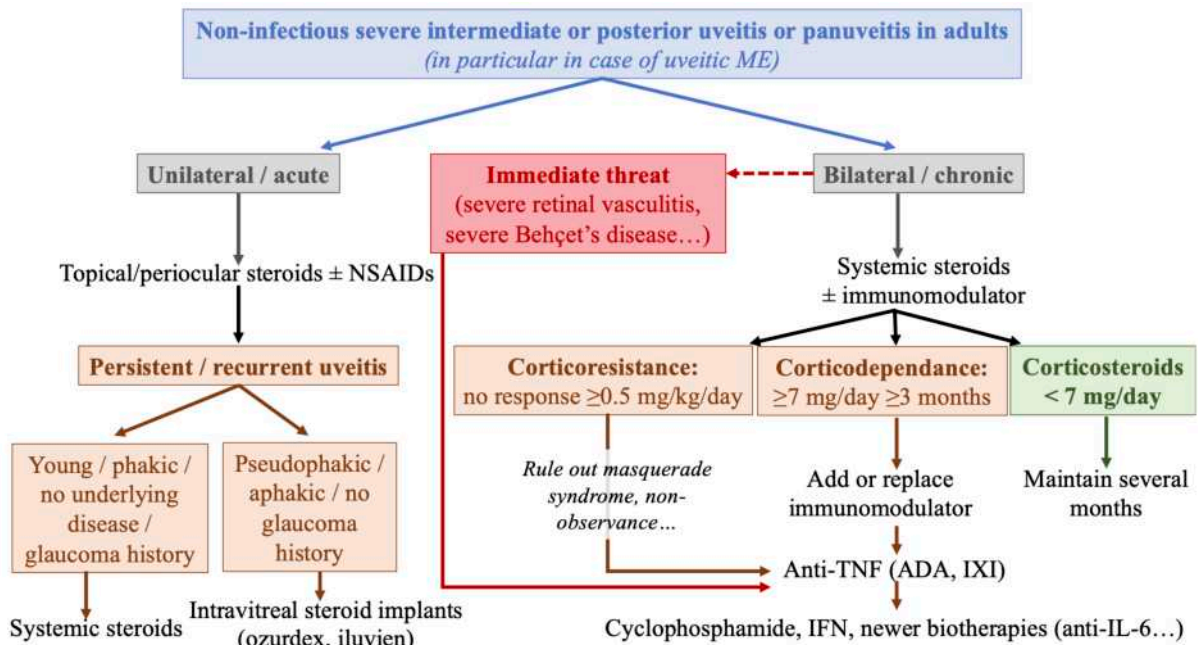 Non-infectious severe intermediate or posterior uveitis or panuveitis in adults
(in particular in case of uveitic ME)
Unilateral / acute
Immediate threat
(severe retinal vasculitis,
severe Behçet's disease…)
Bilateral / chronic
Topical/periocular steroids ± NSAIDs
Systemic steroids
± immunomodulator
Persistent / recurrent uveitis
Corticoresistance:
no response ≥0.5 mg/kg/day
Corticodependance:
≥7 mg/day ≥3 months
Corticosteroids
< 7 mg/day
Young / phakic /
no underlying
disease /
glaucoma history
Pseudophakic /
aphakic / no
glaucoma
history
Rule out masquerade
syndrome, non-
observance…
Add or replace
immunomodulator
Maintain several
months
Anti-TNF (ADA, IXI)
Systemic steroids
Intravitreal steroid implants
(ozurdex, iluvien)
Cyclophosphamide, IFN, newer biotherapies (anti-IL-6…)